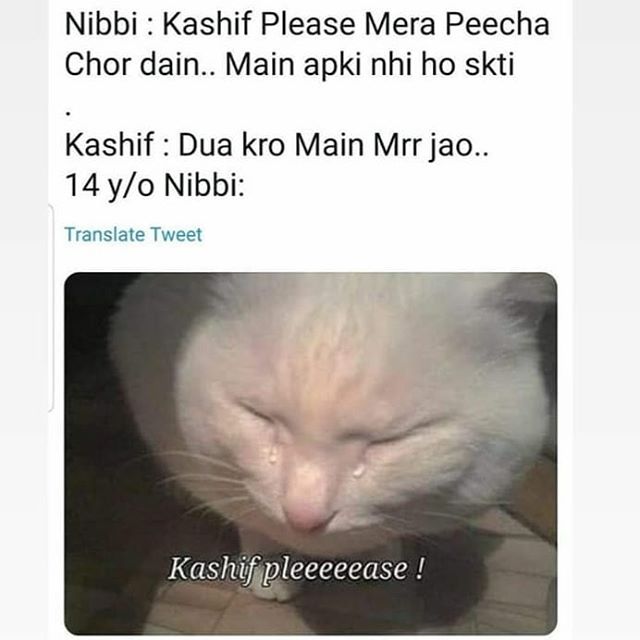 Nibbi : Kashif Please Mera Peecha
Chor dain.. Main apki nhi ho skti
.
Kashif : Dua kro Main Mrr jao..
14 y/o Nibbi:
Translate Tweet
Kashif pleeeeease !